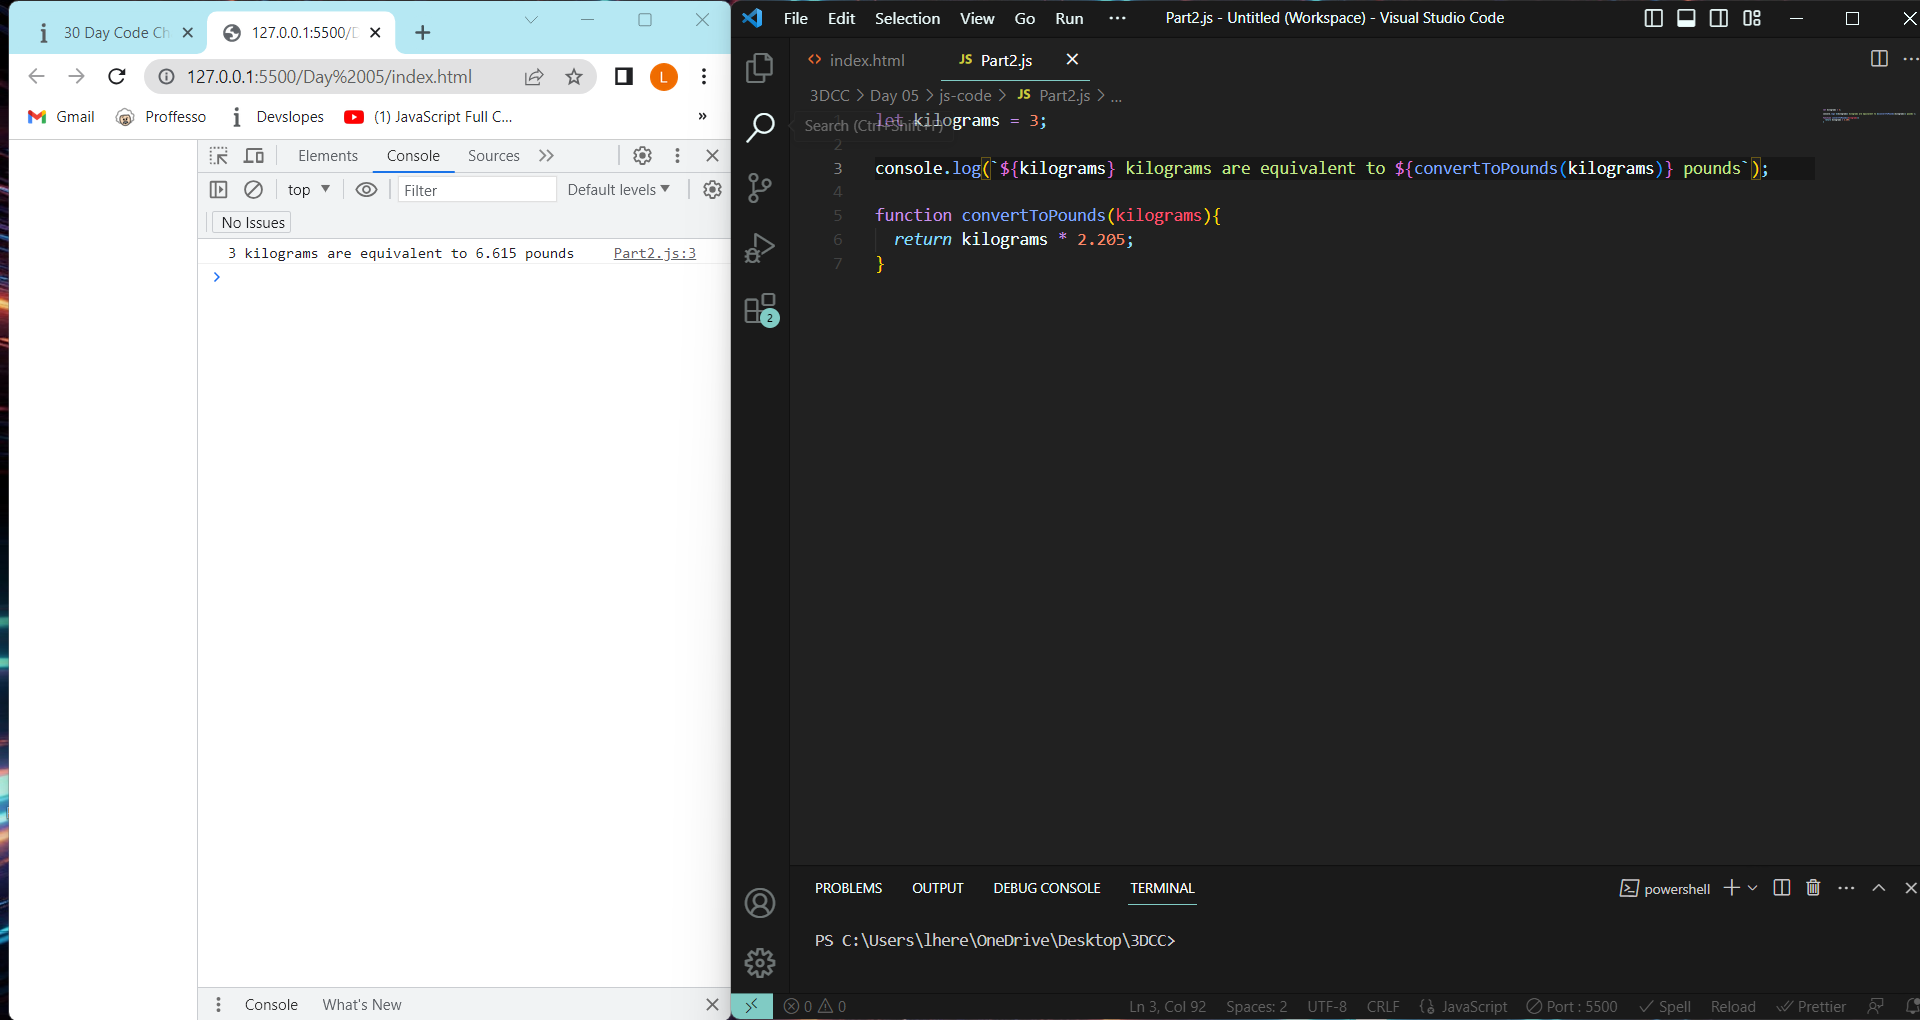 30 Day Code Ch
127.0.0.1:5500/D
127.0.0.1:5500/Day%2005/index.html
L
Gmail
Proffesso
Devslopes
(1) JavaScript Full C...
»
Elements
Console
Sources
top
Filter
Default levels
No Issues
3 kilograms are equivalent to 6.615 pounds
Part2.js:3
Console
What's New
File
Edit
Selection
View
Go
Run
Part2.js - Untitled (Workspace) - Visual Studio Code
index.html
JS Part2.js
3DCC > Day 05 > js-code > JS Part2.js > ...
Search (Ctrl+Shift+F)
1 let kilograms = 3;
2
3 console.log(`${kilograms} kilograms are equivalent to ${convertToPounds(kilograms)} pounds`);
4
5 function convertToPounds(kilograms){
6 return kilograms * 2.205;
7 }
2
PROBLEMS
OUTPUT
DEBUG CONSOLE
TERMINAL
powershell
PS C:\Users\lhere\OneDrive\Desktop\3DCC>
0
0
Ln 3, Col 92
Spaces: 2
UTF-8
CRLF
JavaScript
Port : 5500
Spell
Reload
Prettier